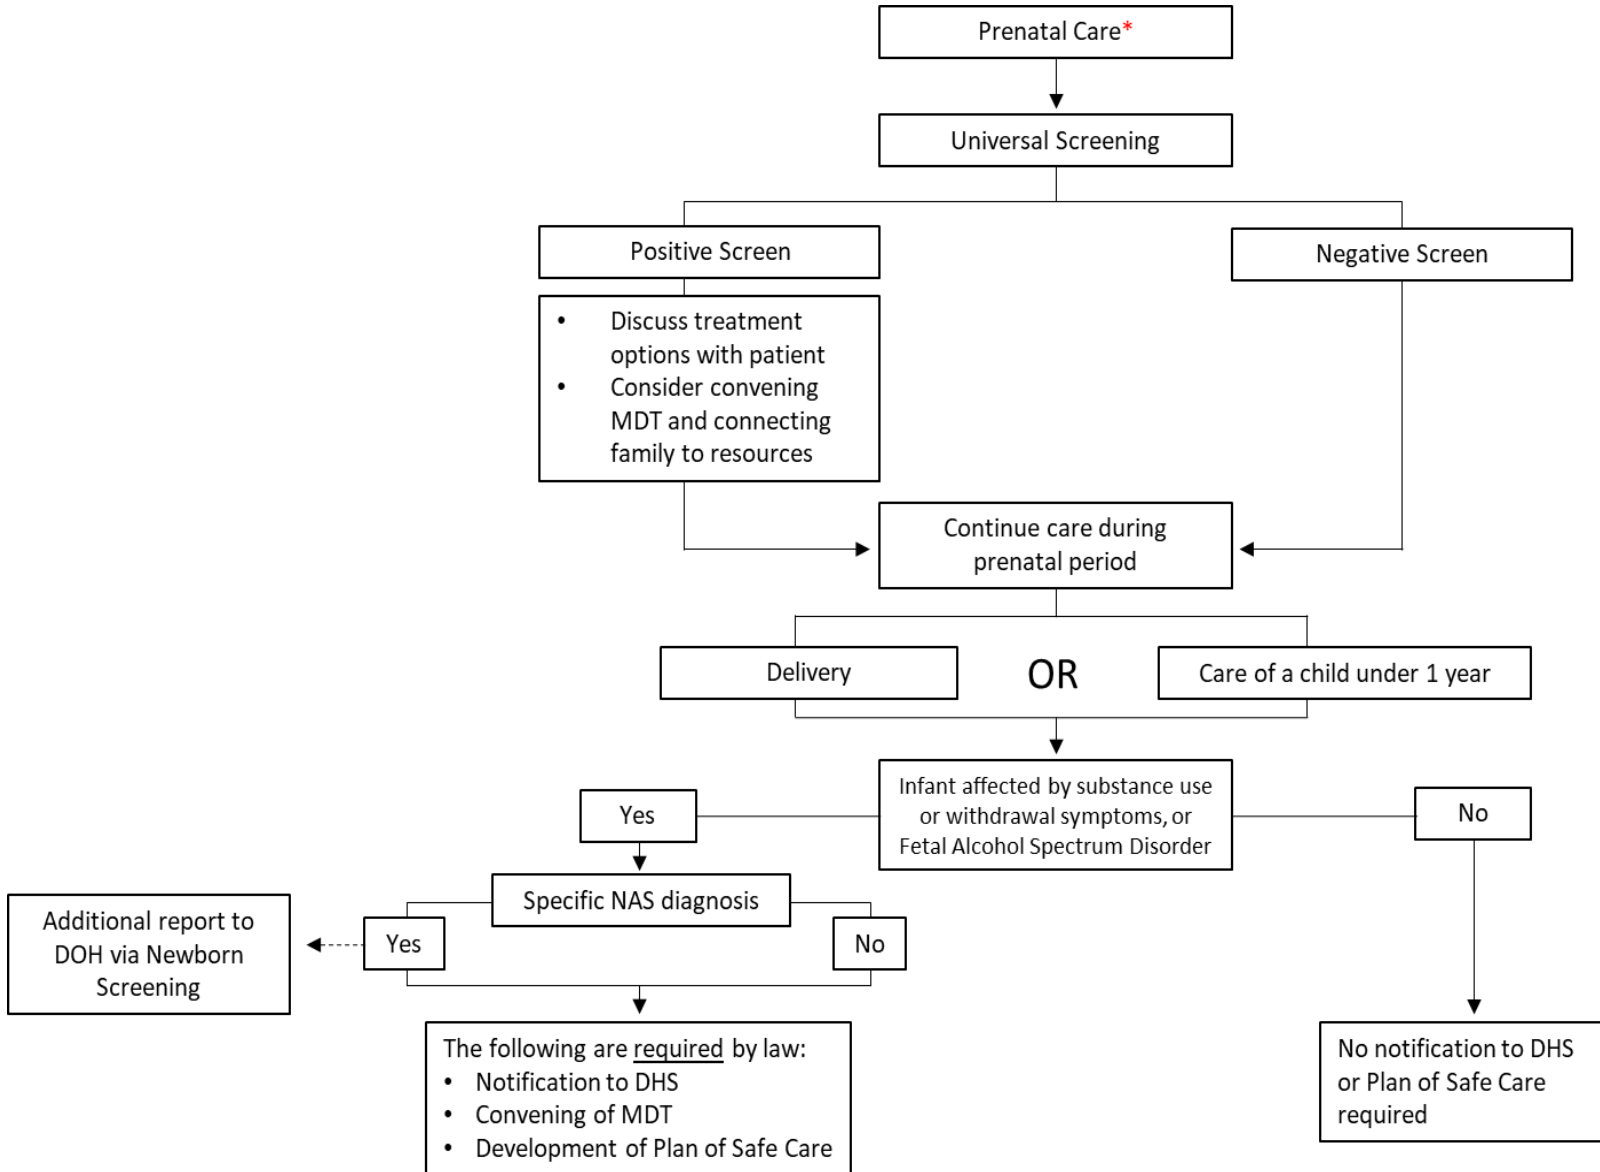 Prenatal Care*
Universal Screening
Positive Screen
Negative Screen
• Discuss treatment
options with patient
• Consider convening
MDT and connecting
family to resources
Continue care during
prenatal period
Delivery
OR
Care of a child under 1 year
Infant affected by substance use
or withdrawal symptoms, or
Fetal Alcohol Spectrum Disorder
Yes
No
Specific NAS diagnosis
Additional report to
DOH via Newborn
Screening
Yes
No
The following are required by law:
• Notification to DHS
• Convening of MDT
• Development of Plan of Safe Care
No notification to DHS
or Plan of Safe Care
required